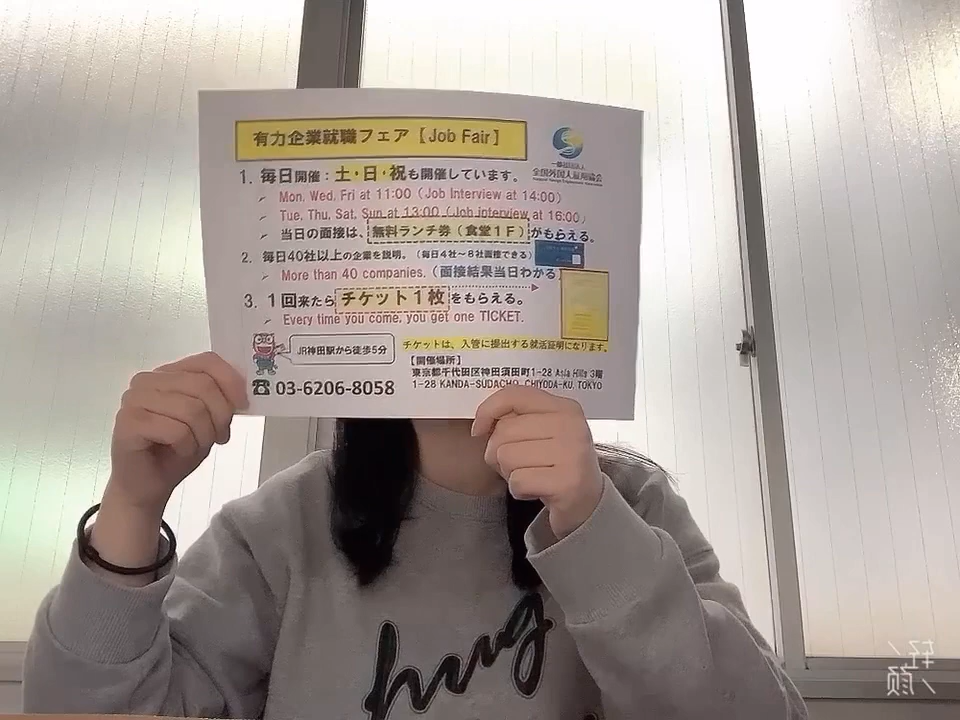 有力企業就職フェア【Job Fair】
一般社団法人
全国外国人雇用協会
1. 毎日開催：土・日・祝も開催しています。
➢ Mon, Wed, Fri at 11:00 (Job Interview at 14:00)
➢ Tue, Thu, Sat, Sun at 13:00 (Job interview at 16:00)
➢ 当日の面接は、無料ランチ券（食堂１Ｆ）がもらえる。
2. 毎日40社以上の企業を説明。（毎日4社～8社面接できる）
➢ More than 40 companies.（面接結果当日わかる）
3. 1回来たらチケット１枚をもらえる。
➢ Every time you come, you get one TICKET.
チケットは、入管に提出する就活証明になります。
JR神田駅から徒歩5分
【開催場所】
東京都千代田区神田須田町1-28 Asia Hills 3階
1-28 KANDA-SUDACHO, CHIYODA-KU, TOKYO
☎ 03-6206-8058
hug
轻颜